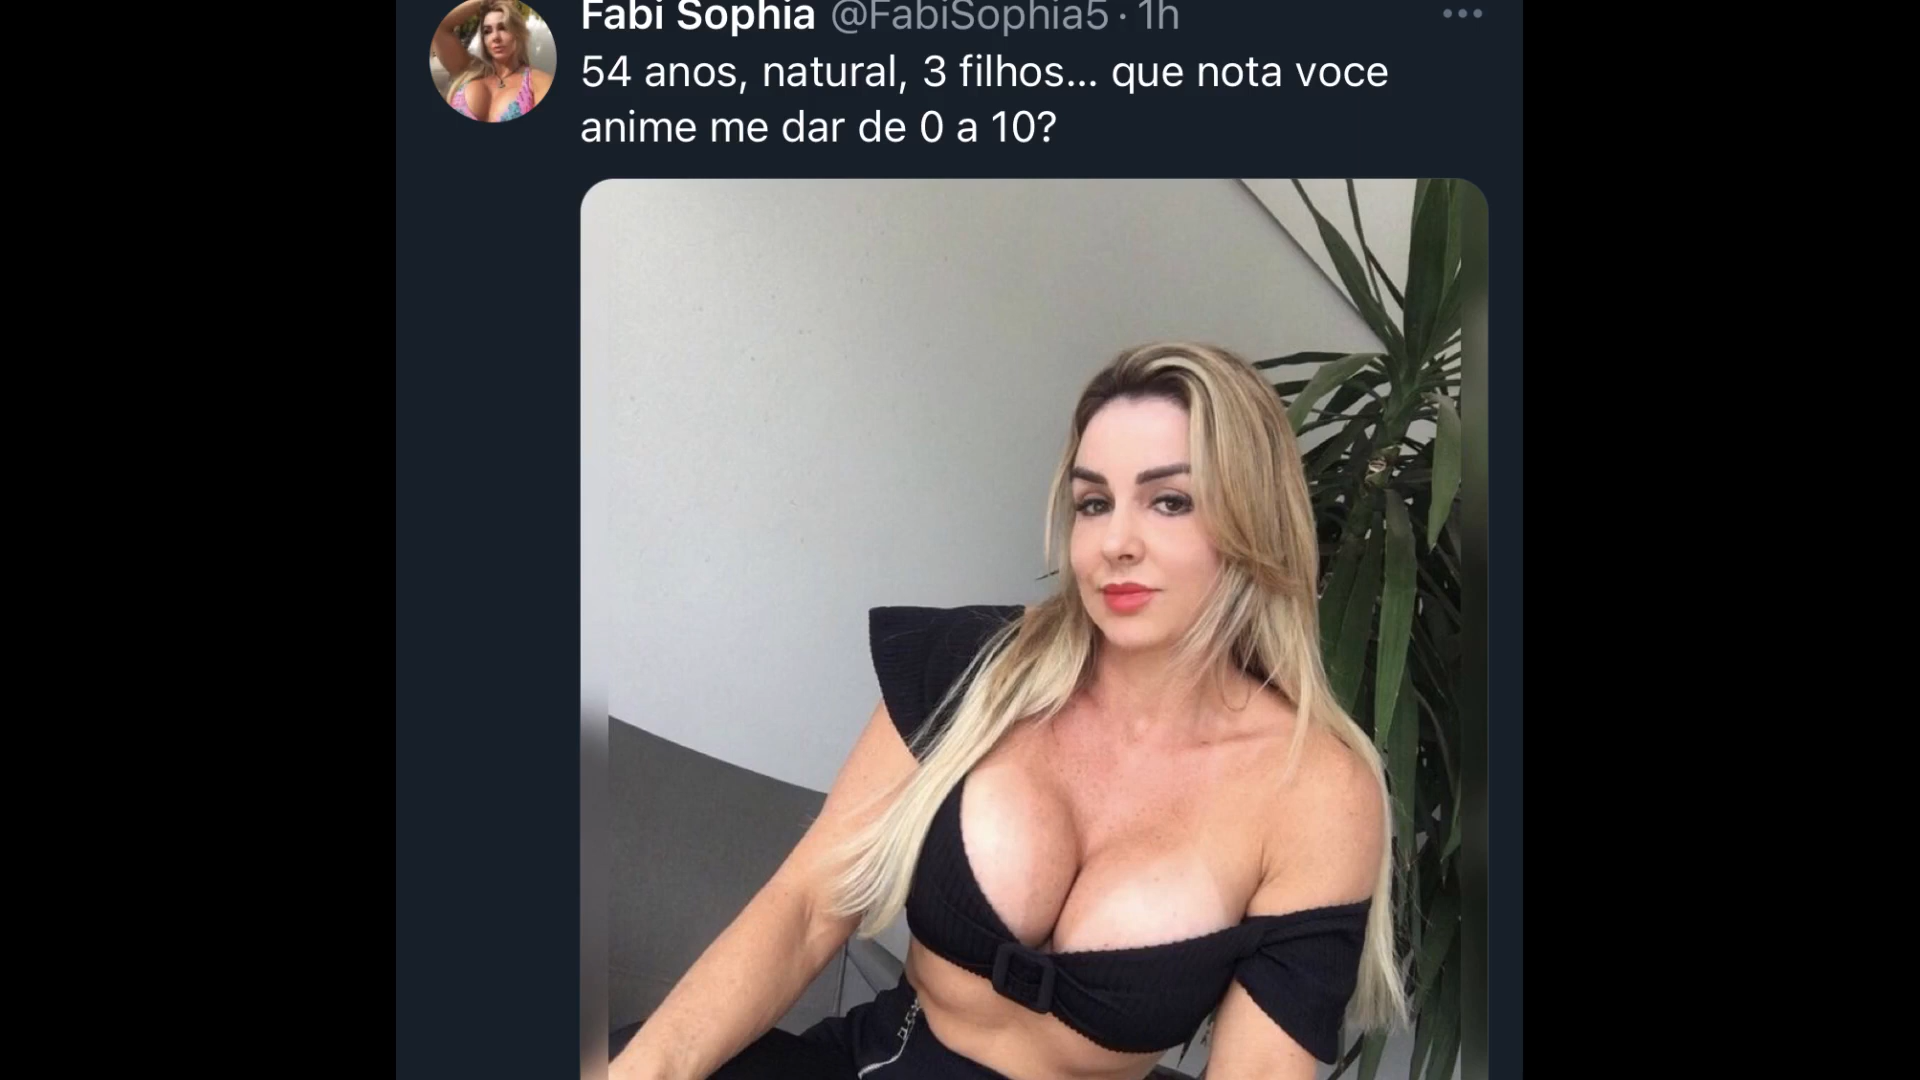 Fabi Sophia @FabiSophia5 · 1h
54 anos, natural, 3 filhos... que nota voce
anime me dar de 0 a 10?